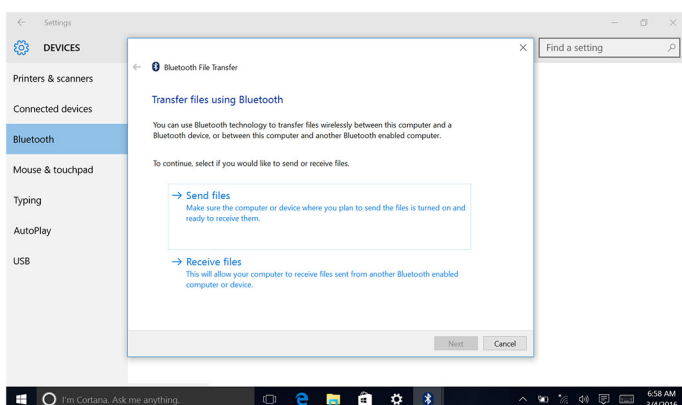 Settings
DEVICES
Find a setting
Printers & scanners
Connected devices
Bluetooth
Mouse & touchpad
Typing
AutoPlay
USB
Bluetooth File Transfer
Transfer files using Bluetooth
You can use Bluetooth technology to transfer files wirelessly between this computer and a
Bluetooth device, or between this computer and another Bluetooth enabled computer.
To continue, select if you would like to send or receive files.
Send files
Make sure the computer or device where you plan to send the files is turned on and
ready to receive them.
Receive files
This will allow your computer to receive files sent from another Bluetooth enabled
computer or device.
Next
Cancel
I'm Cortana. Ask me anything.
6:58 AM
3/4/2016